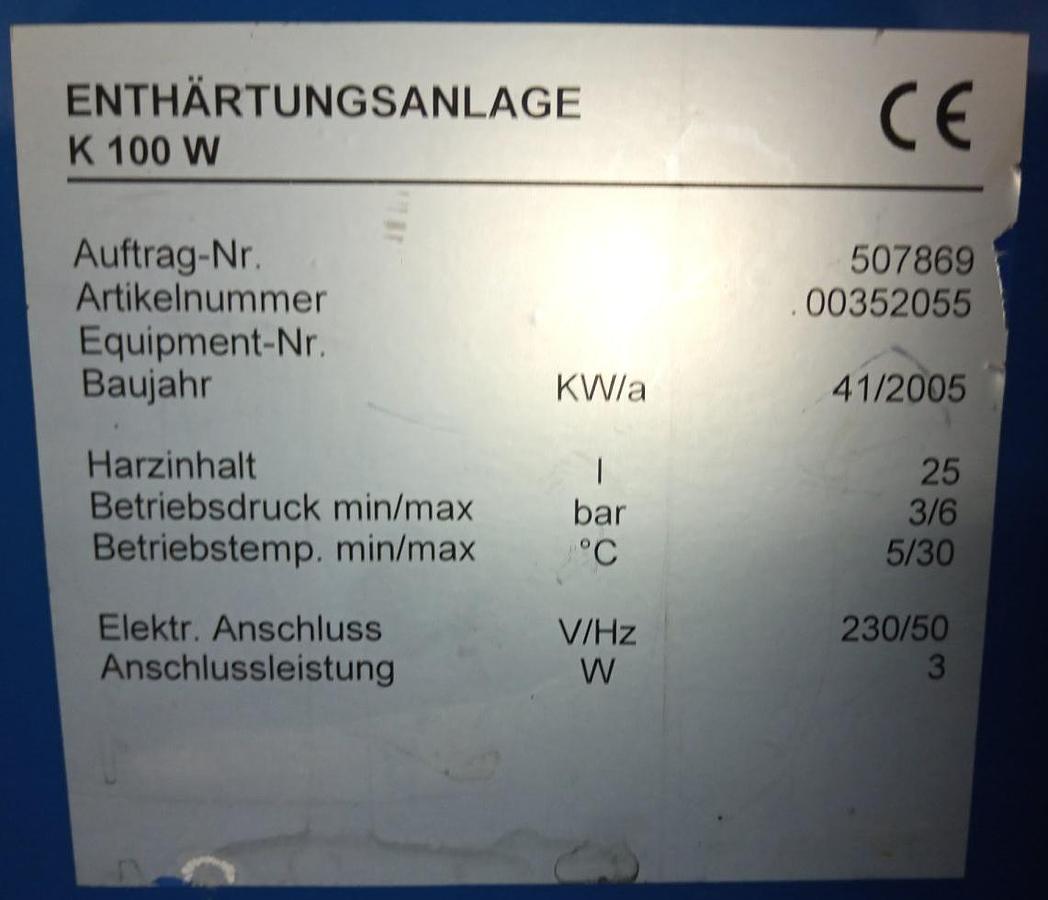 ENTHÄRTUNGSANLAGE CE
K 100 W
Auftrag-Nr. 507869
Artikelnummer .00352055
Equipment-Nr.
Baujahr KW/a 41/2005
Harzinhalt l 25
Betriebsdruck min/max bar 3/6
Betriebstemp. min/max °C 5/30
Elektr. Anschluss V/Hz 230/50
Anschlussleistung W 3